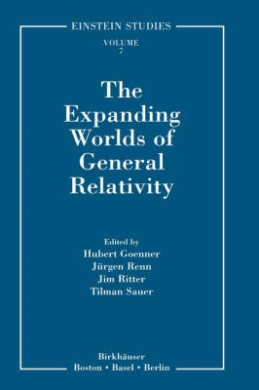 EINSTEIN STUDIES
VOLUME
7
The
Expanding
Worlds of
General
Relativity
Edited by
Hubert Goenner
Jürgen Renn
Jim Ritter
Tilman Sauer
Birkhäuser
Boston • Basel • Berlin